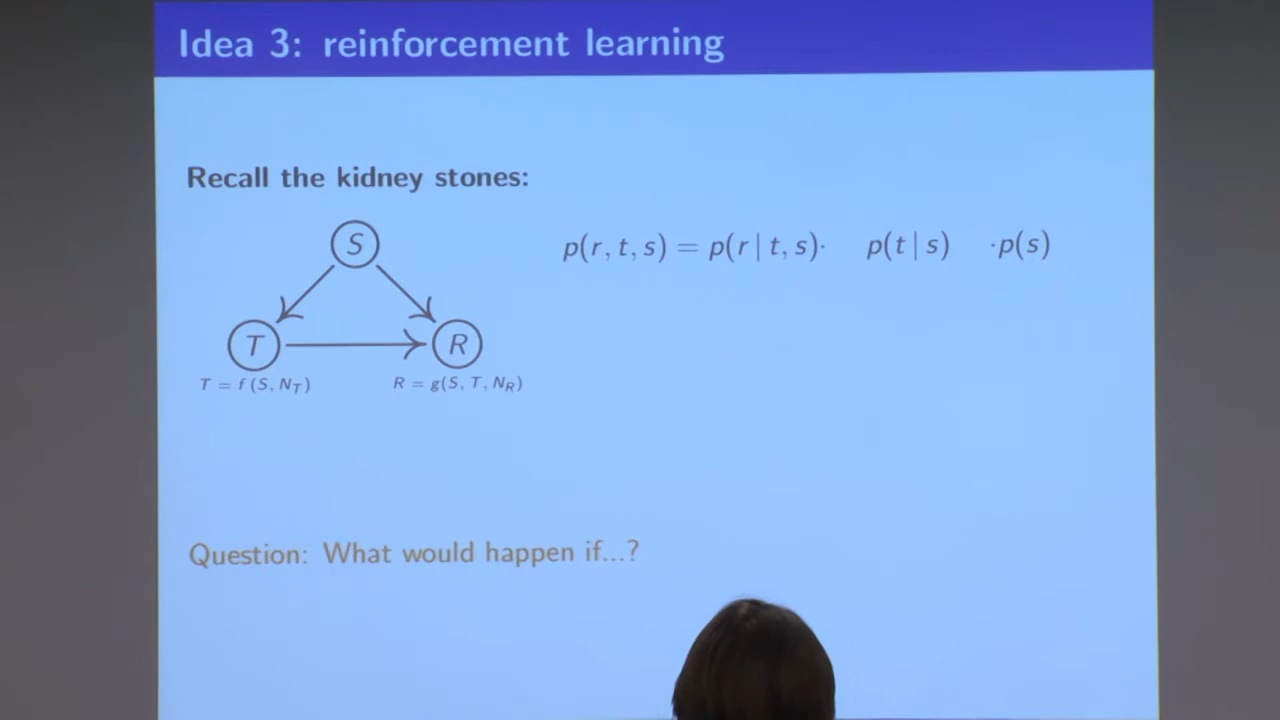 Idea 3: reinforcement learning
Recall the kidney stones:
S
p(r, t, s) = p(r | t, s)· p(t | s) ·p(s)
T
R
T = f(S, N_T)
R = g(S, T, N_R)
Question: What would happen if...?